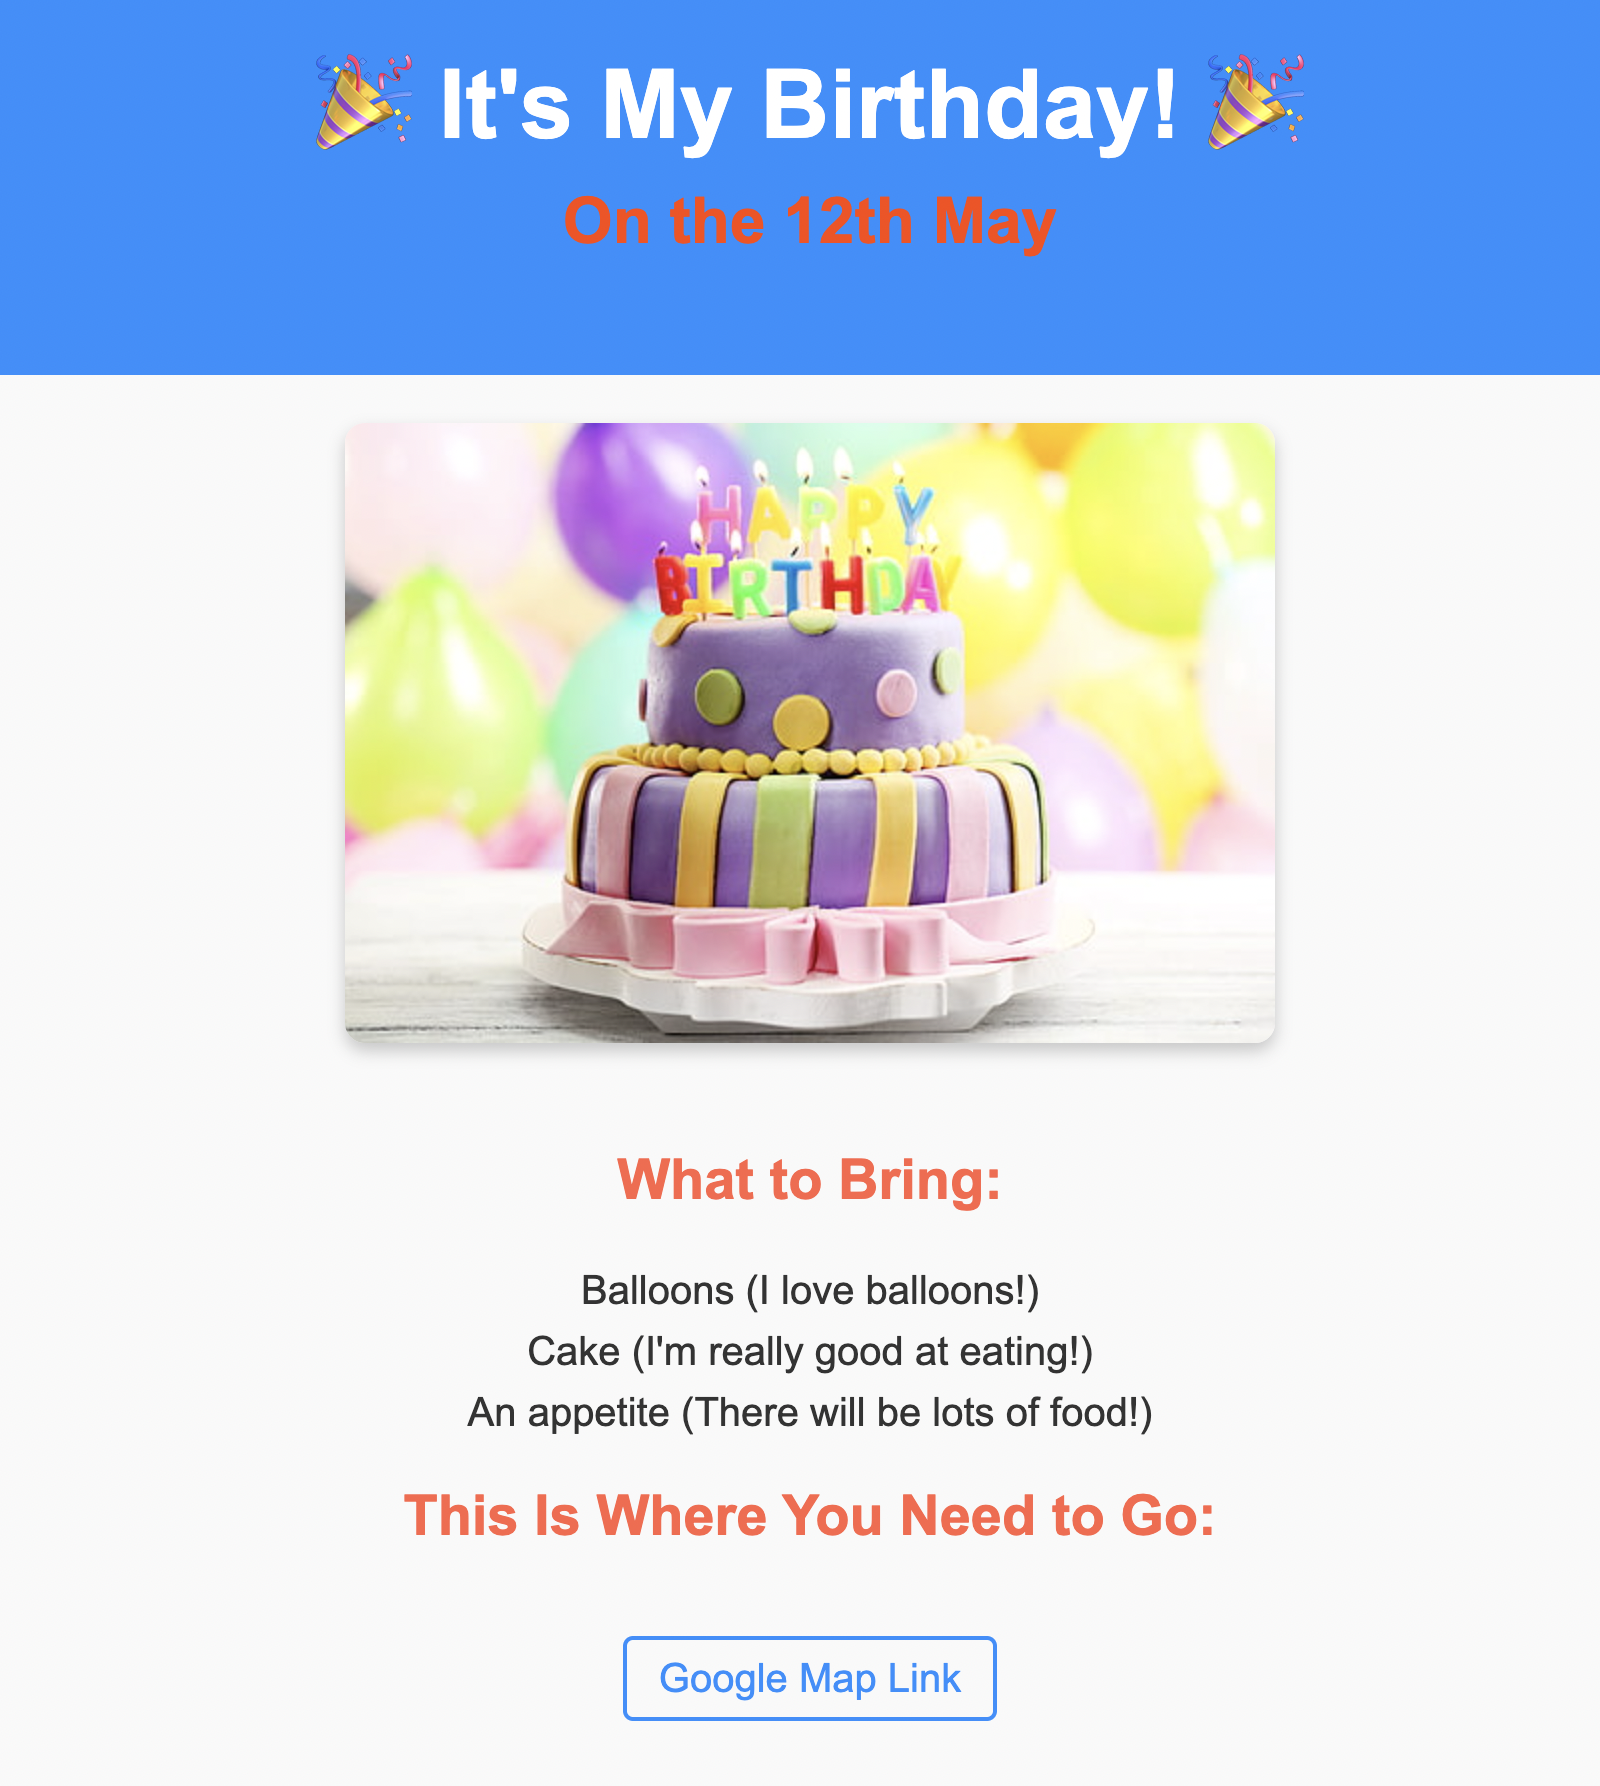 🎉 It's My Birthday! 🎉
On the 12th May
HAPPY
BIRTHDAY
What to Bring:
Balloons (I love balloons!)
Cake (I'm really good at eating!)
An appetite (There will be lots of food!)
This Is Where You Need to Go:
Google Map Link